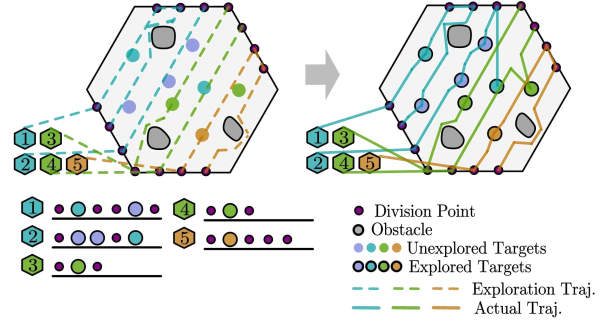 1 3
2 4 5
1 3
2 4 5
1
2
3
4
5
Division Point
Obstacle
Unexplored Targets
Explored Targets
Exploration Traj.
Actual Traj.